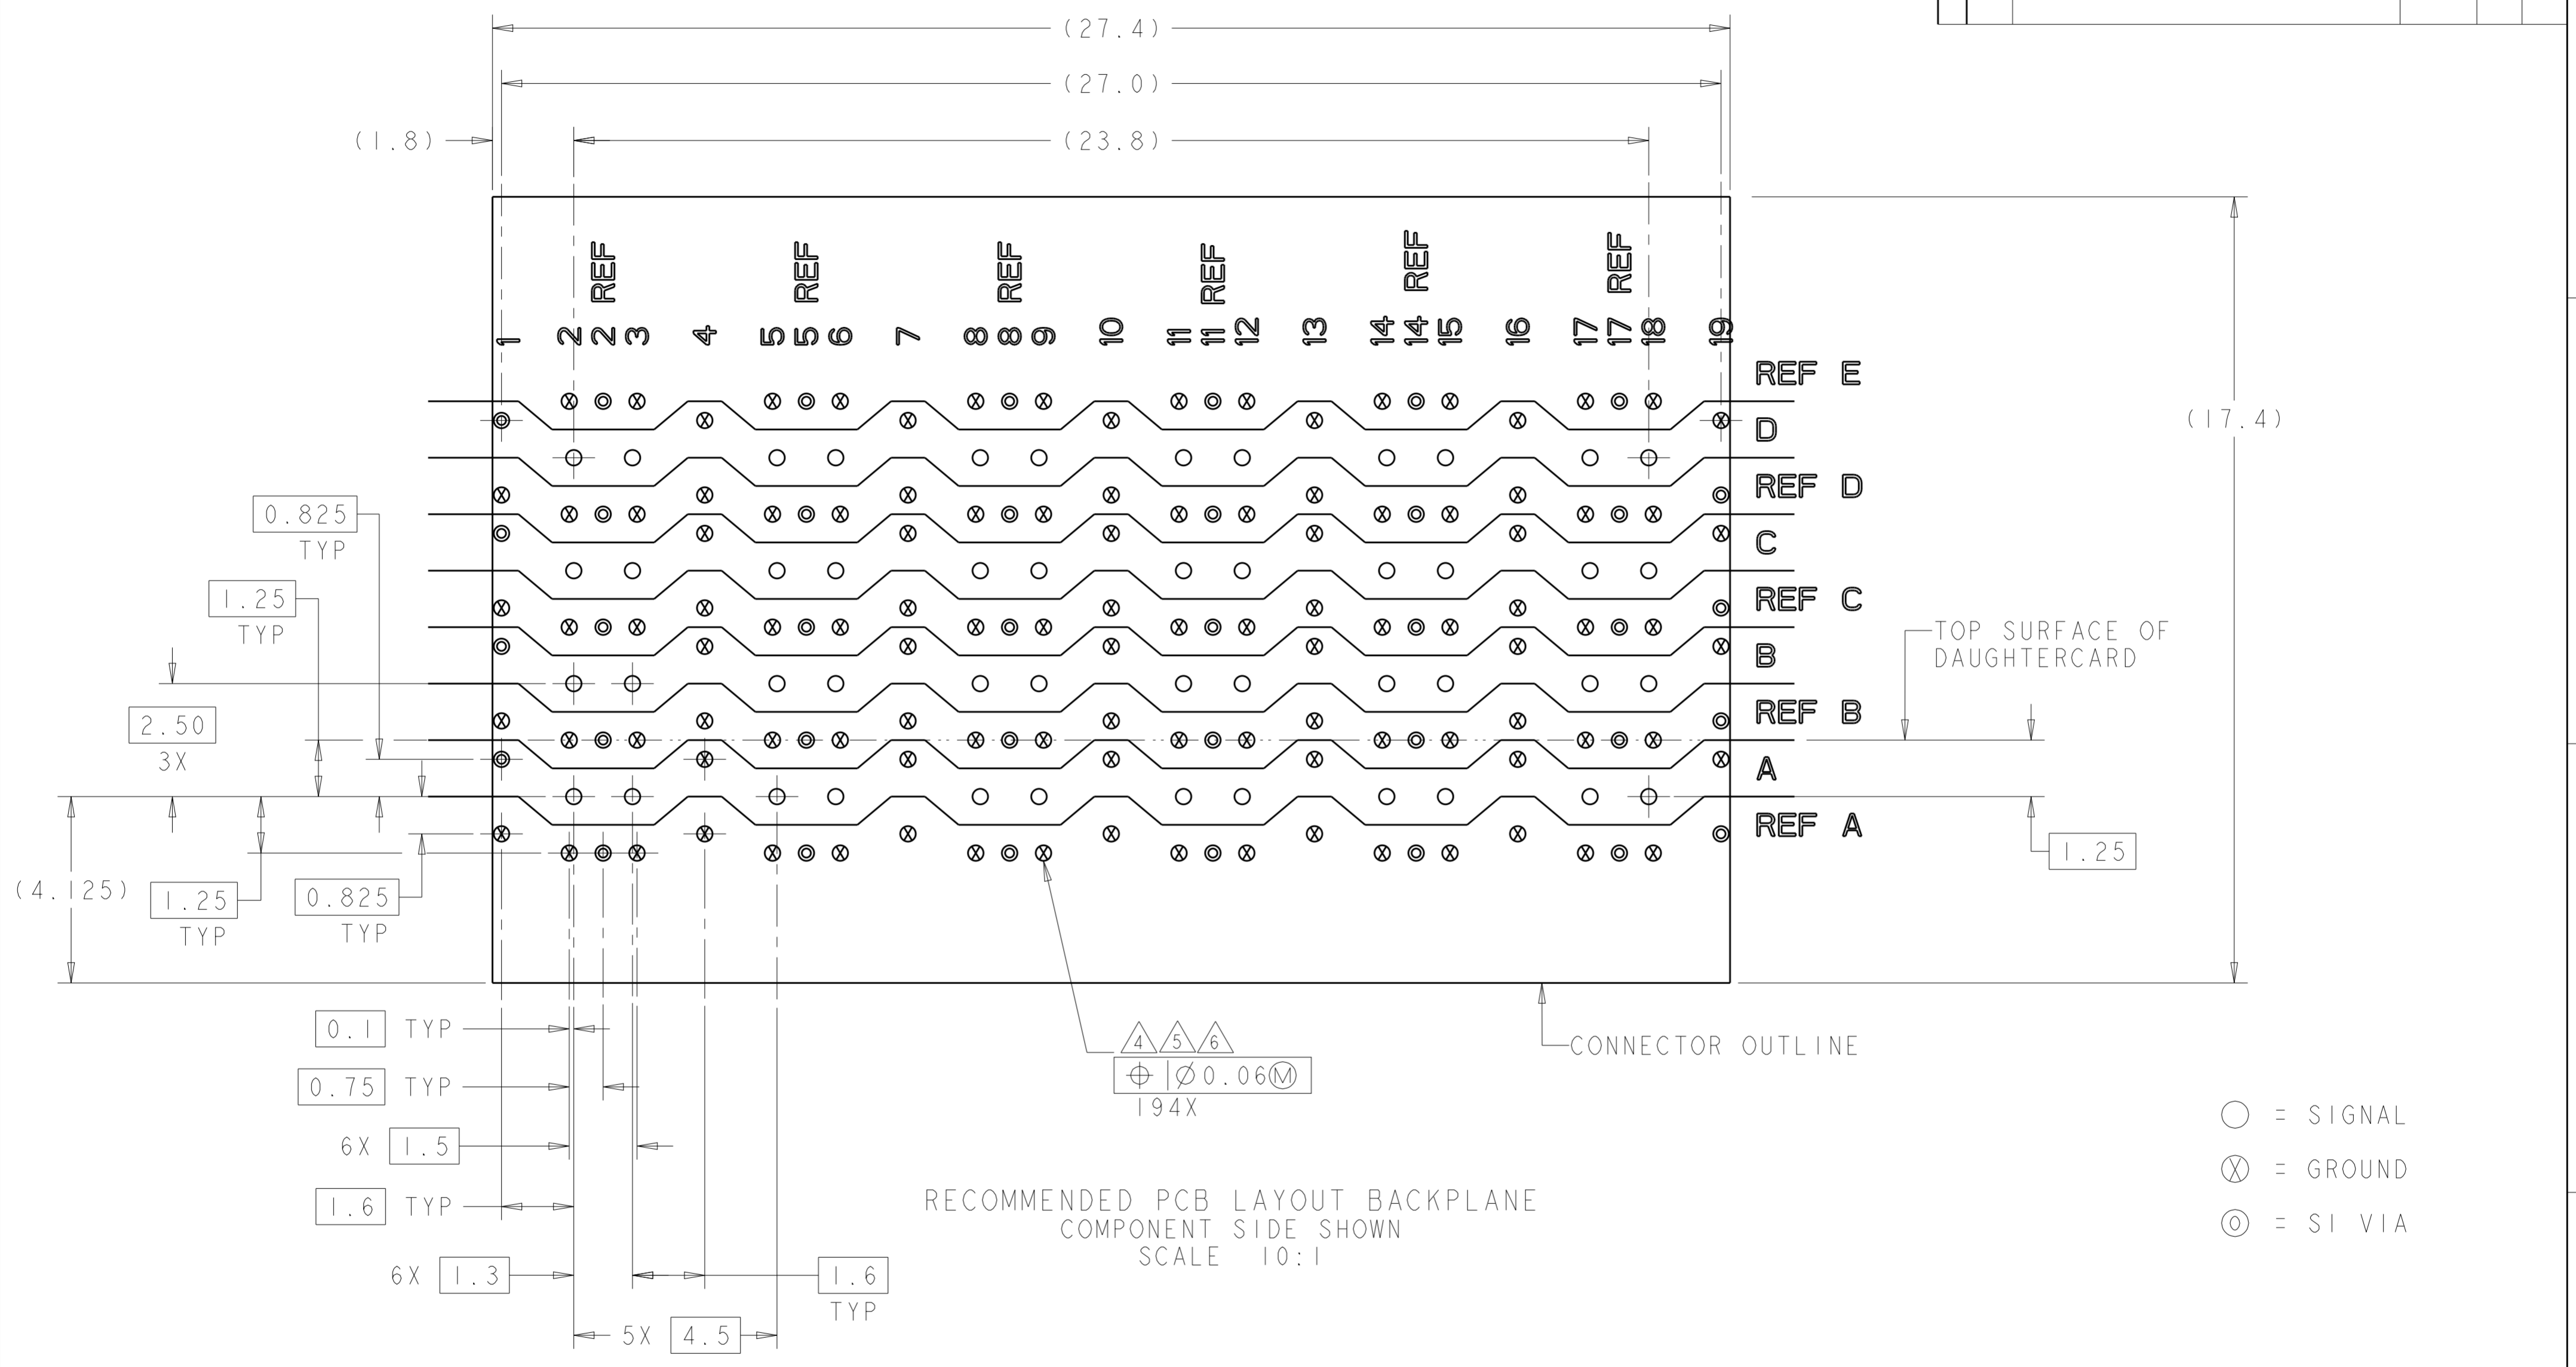 (27.4)
(27.0)
(1.8) (23.8)
REF REF REF REF REF REF
1 2 2 3 4 5 5 6 7 8 8 9 10 11 11 12 13 14 14 15 16 17 17 18 19
REF E
D
(17.4)
REF D
0.825
TYP
C
1.25
TYP
REF C
TOP SURFACE OF
DAUGHTERCARD
B
2.50
3X
REF B
A
REF A
1.25
(4.125)
1.25
TYP
0.825
TYP
0.1 TYP
4 5 6
⌖ Ø0.06Ⓜ
194X
CONNECTOR OUTLINE
0.75 TYP
6X 1.5
1.6 TYP
6X 1.3
1.6
TYP
5X 4.5
RECOMMENDED PCB LAYOUT BACKPLANE
COMPONENT SIDE SHOWN
SCALE 10:1
= SIGNAL
= GROUND
= SI VIA